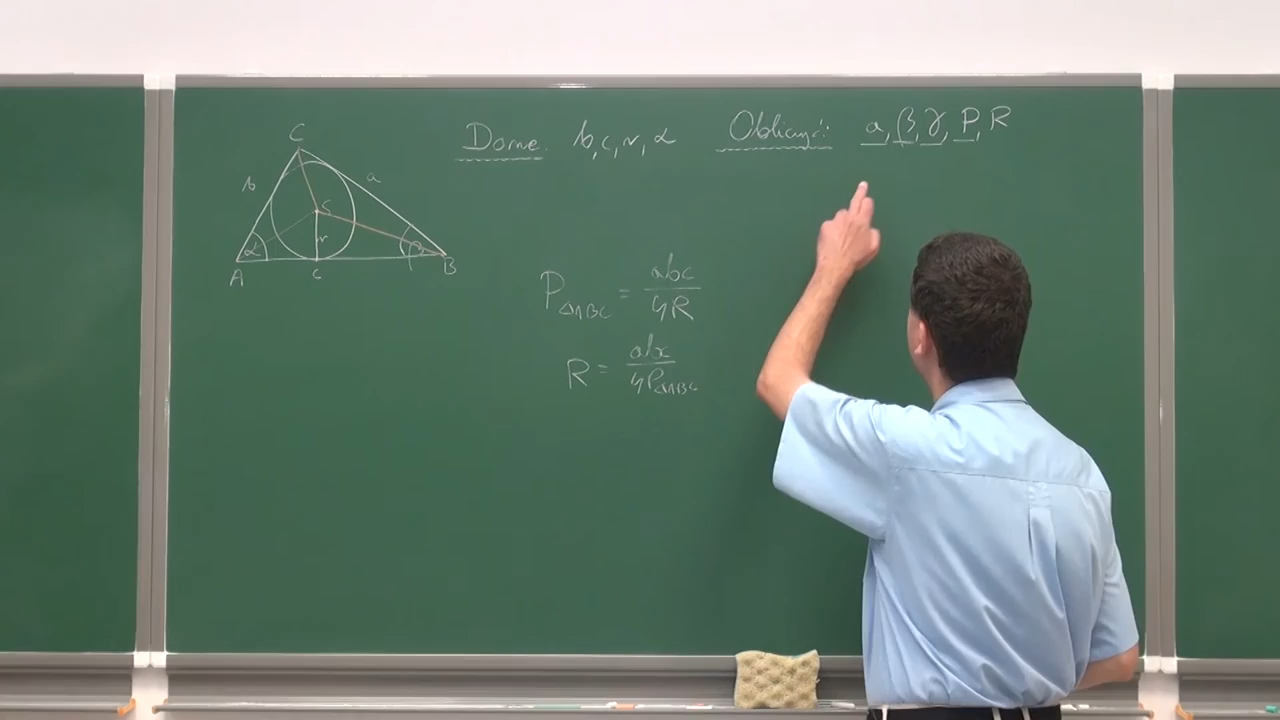 Dane: b, c, r, α Obliczyć: a, β, γ, P, R
C
b a
S
α r β
A c B
P△ABC = abc/4R
R = abc/4P△ABC